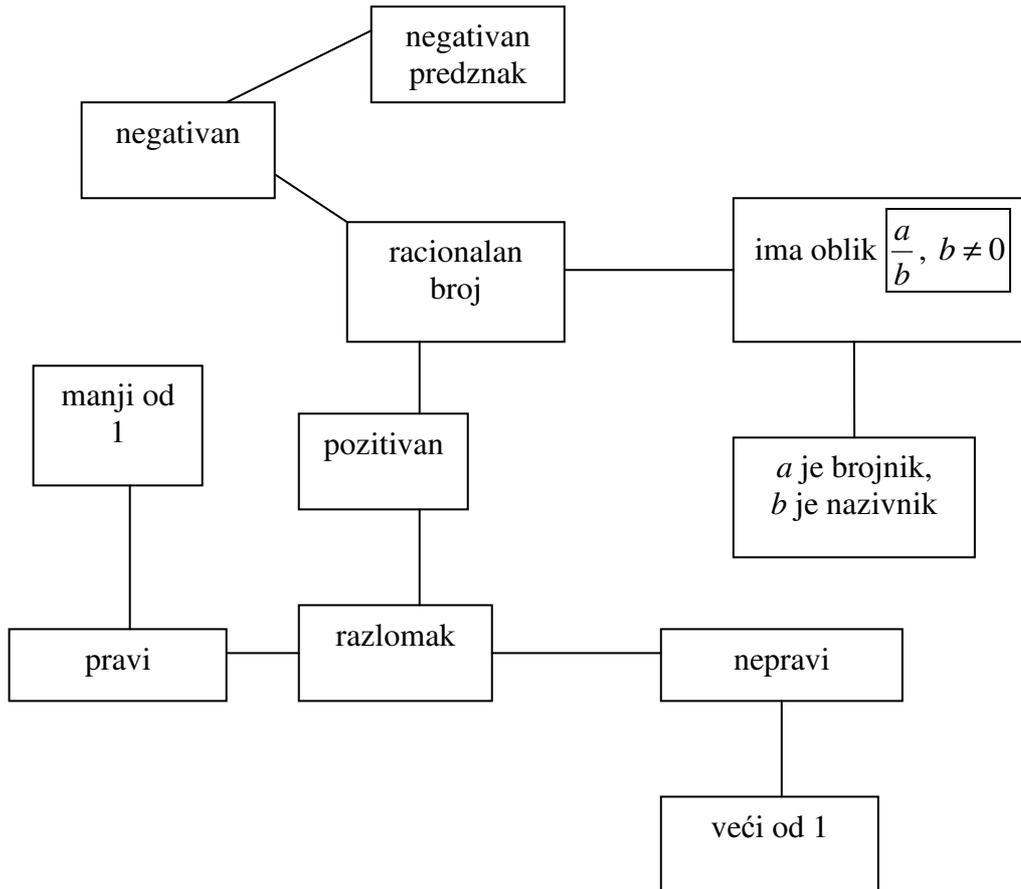 negativan
predznak
negativan
racionalan
broj
ima oblik a/b, b ≠ 0
manji od
1
pozitivan
a je brojnik,
b je nazivnik
pravi
razlomak
nepravi
veći od 1